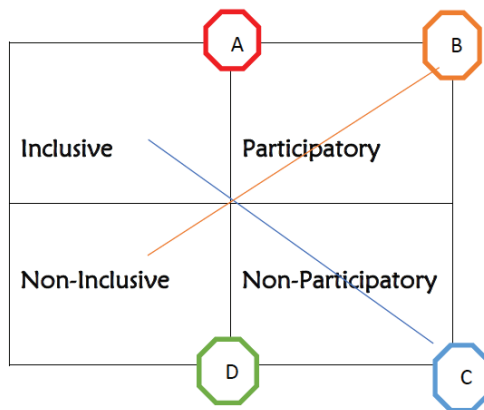 A
B
Inclusive
Participatory
Non-Inclusive
Non-Participatory
D
C